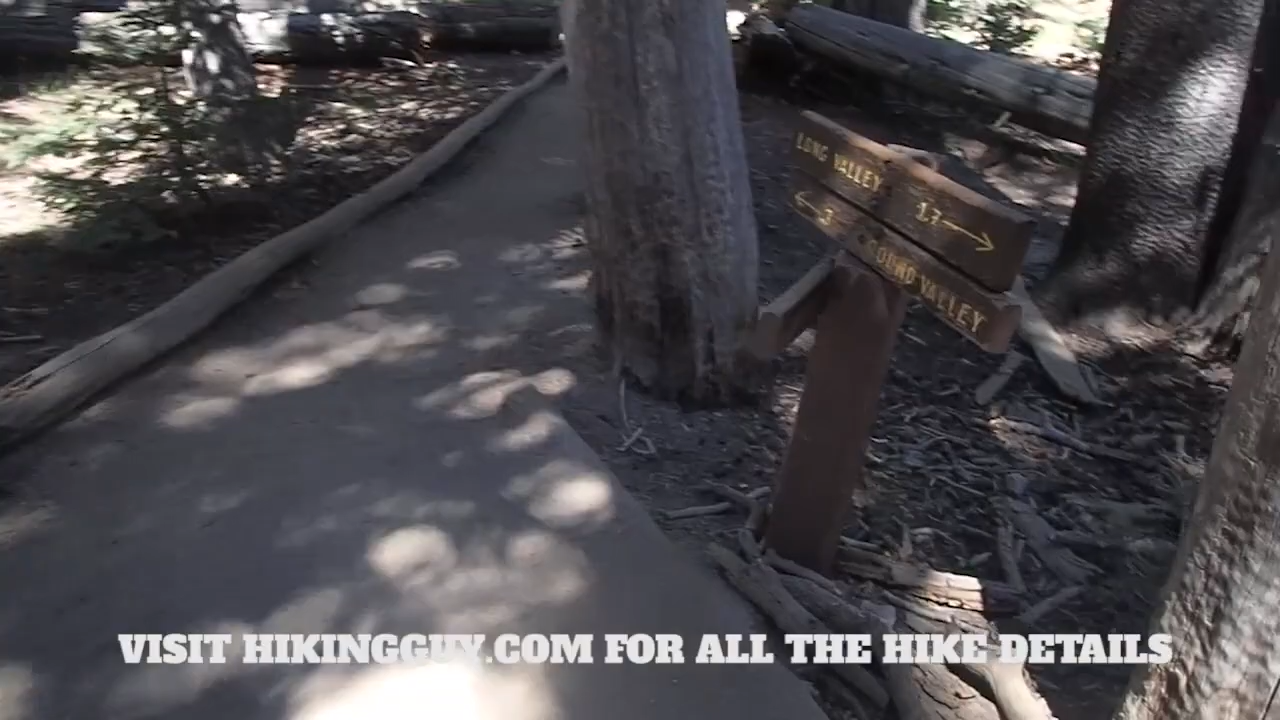 LONG VALLEY
1.7
.3
ROUND VALLEY
VISIT HIKINGGUY.COM FOR ALL THE HIKE DETAILS